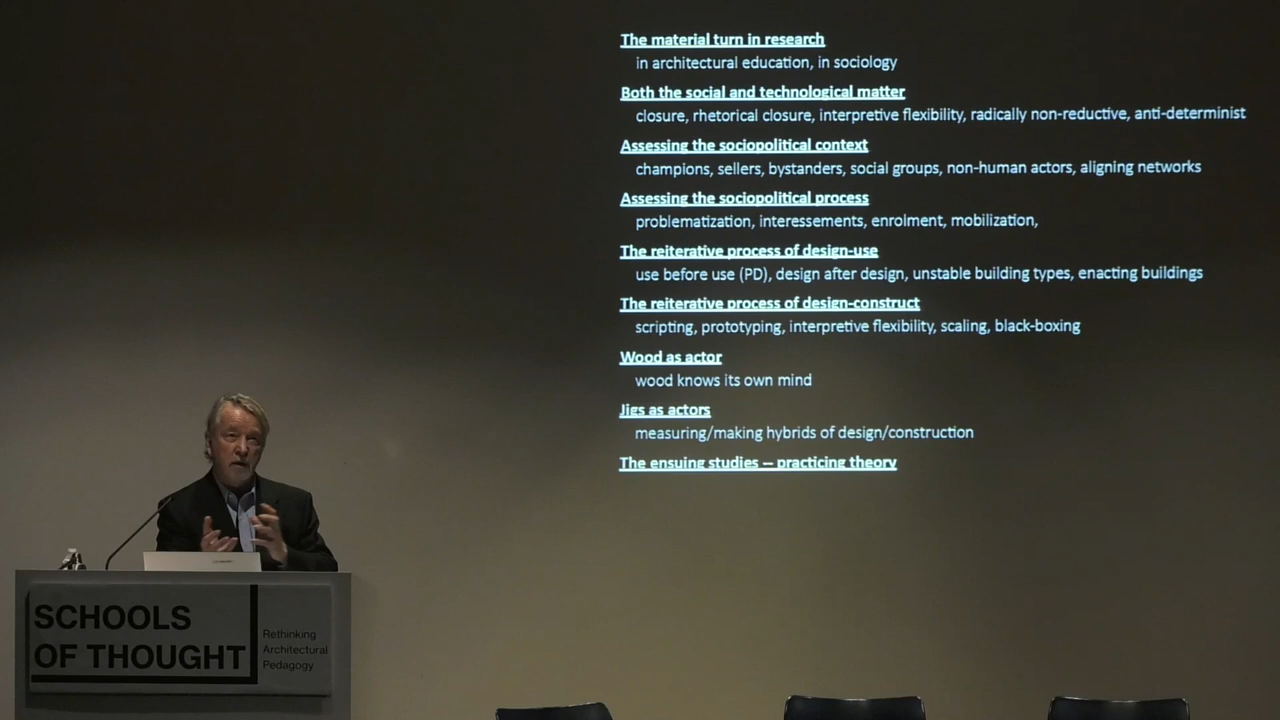 The material turn in research
in architectural education, in sociology
Both the social and technological matter
closure, rhetorical closure, interpretive flexibility, radically non-reductive, anti-determinist
Assessing the sociopolitical context
champions, sellers, bystanders, social groups, non-human actors, aligning networks
Assessing the sociopolitical process
problematization, interessements, enrolment, mobilization,
The reiterative process of design-use
use before use (PD), design after design, unstable building types, enacting buildings
The reiterative process of design-construct
scripting, prototyping, interpretive flexibility, scaling, black-boxing
Wood as actor
wood knows its own mind
Jigs as actors
measuring/making hybrids of design/construction
The ensuing studies – practicing theory
SCHOOLS
OF THOUGHT
Rethinking
Architectural
Pedagogy